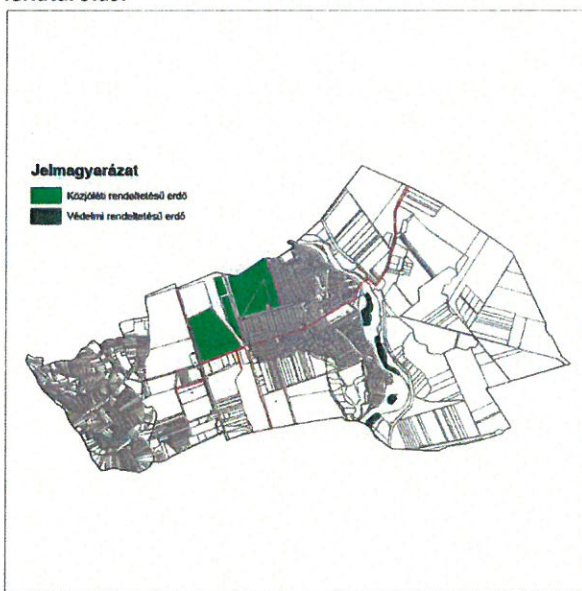 Jelmagyarázat
Közjóléti rendeltetésű erdő
Védelmi rendeltetésű erdő